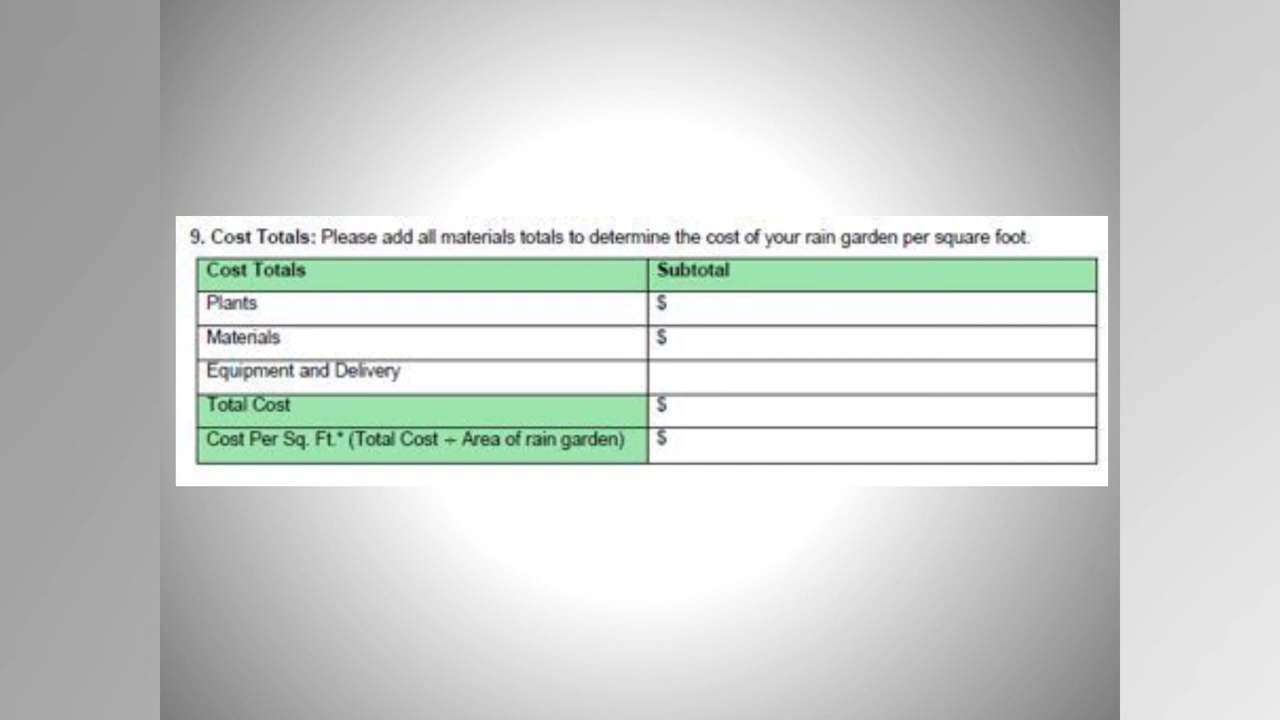 9. Cost Totals: Please add all materials totals to determine the cost of your rain garden per square foot.
Cost Totals Subtotal
Plants $
Materials $
Equipment and Delivery
Total Cost $
Cost Per Sq. Ft.* (Total Cost ÷ Area of rain garden) $